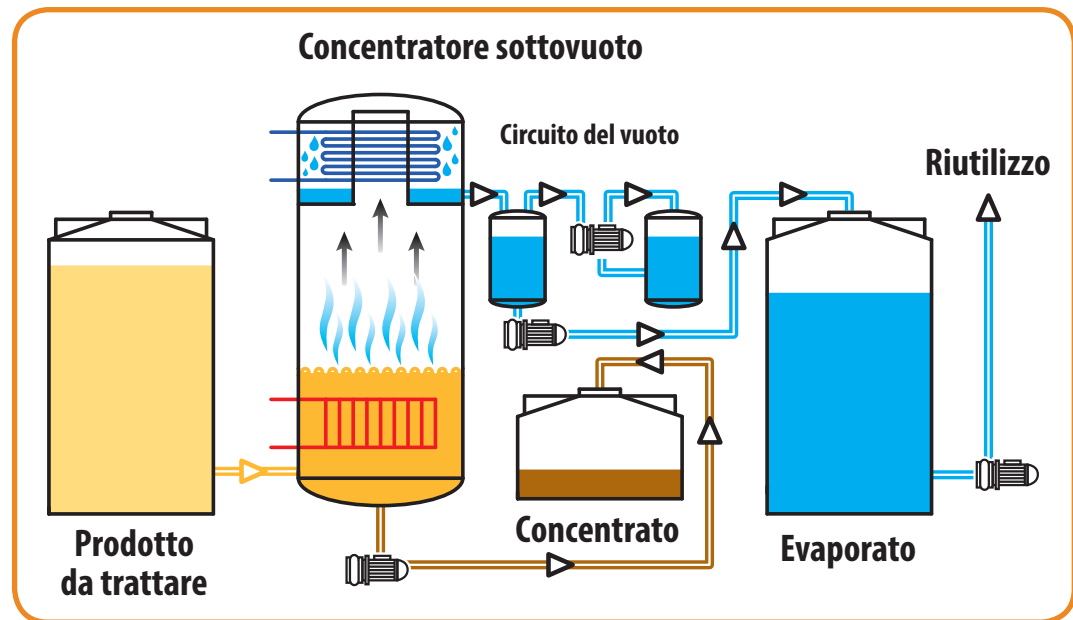 Concentratore sottovuoto
Circuito del vuoto
Riutilizzo
Prodotto
da trattare
Concentrato
Evaporato